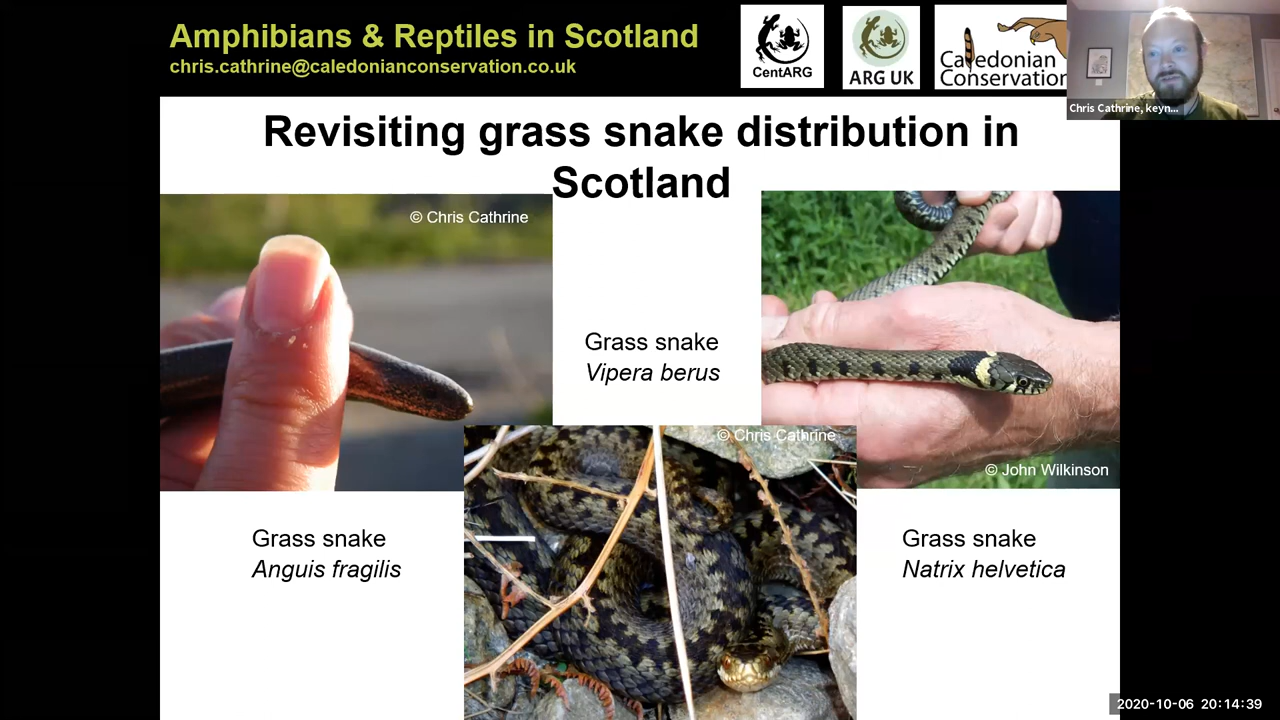 Amphibians & Reptiles in Scotland
chris.cathrine@caledonianconservation.co.uk
CentARG
ARG UK
Caledonian
Conservation
Chris Cathrine, keyn...
Revisiting grass snake distribution in
Scotland
© Chris Cathrine
Grass snake
Vipera berus
© Chris Cathrine
© John Wilkinson
Grass snake
Anguis fragilis
Grass snake
Natrix helvetica
2020-10-06 20:14:39